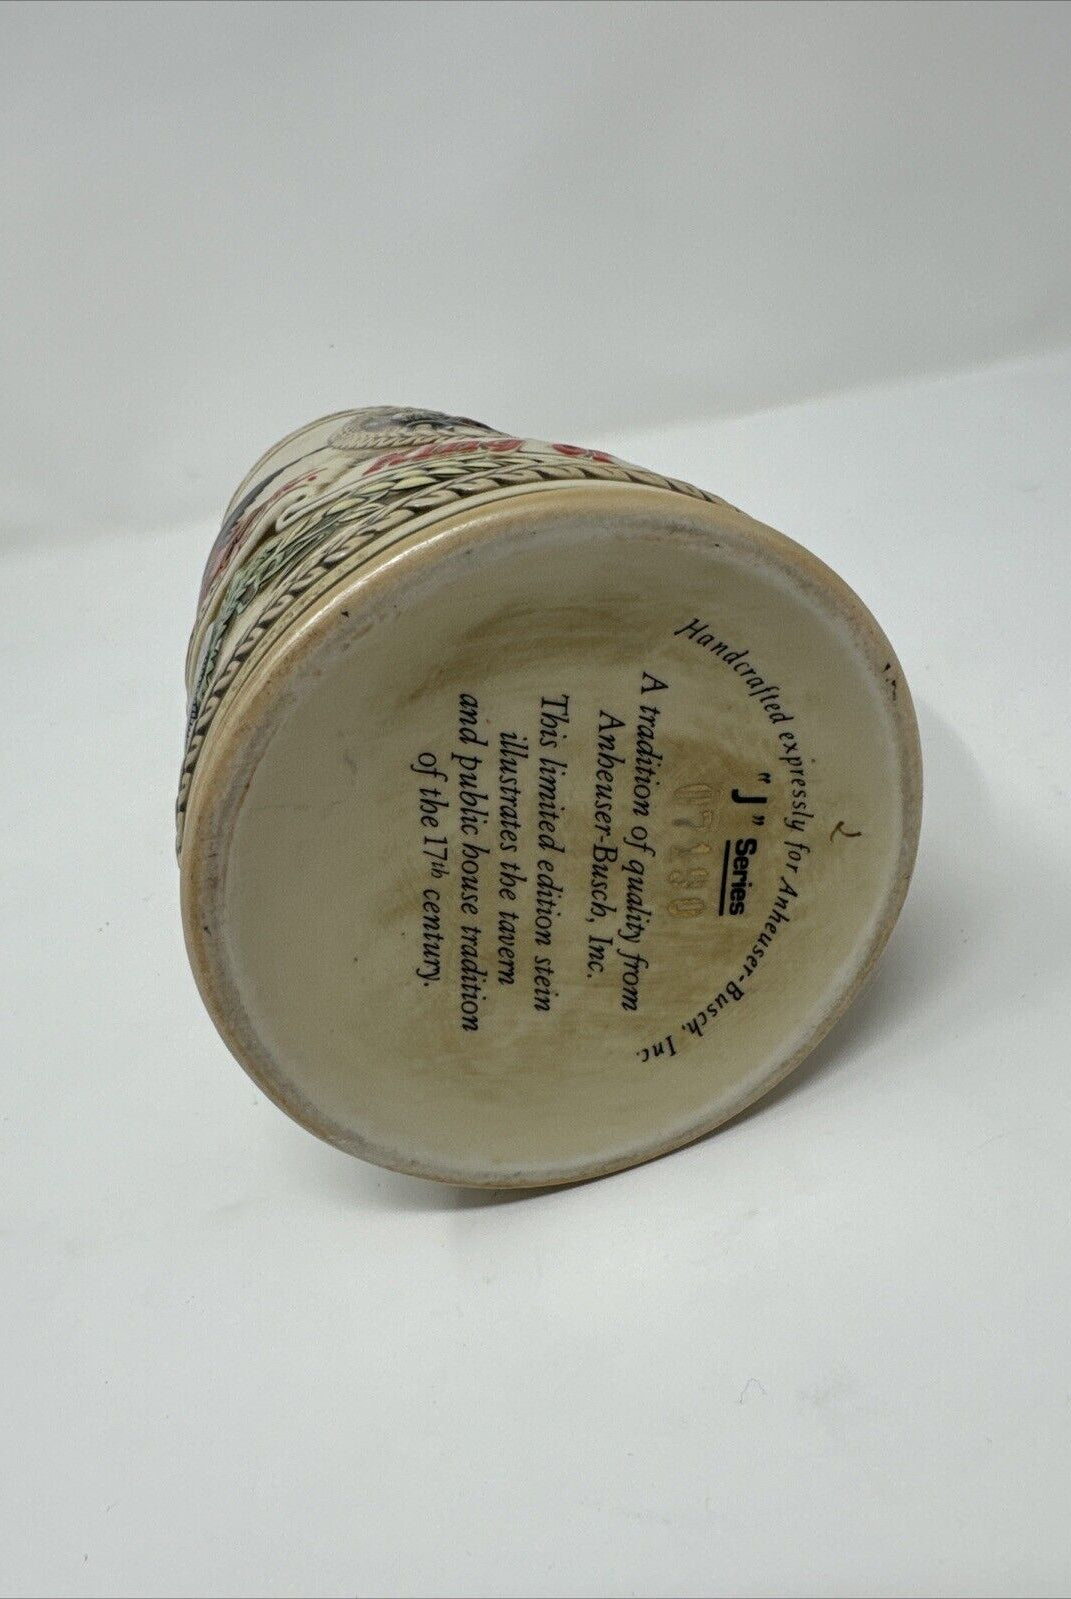 Handcrafted expressly for Anheuser-Busch, Inc.
"J" Series
07190
A tradition of quality from
Anheuser-Busch, Inc.
This limited edition stein
illustrates the tavern
and public house tradition
of the 17th century.
King